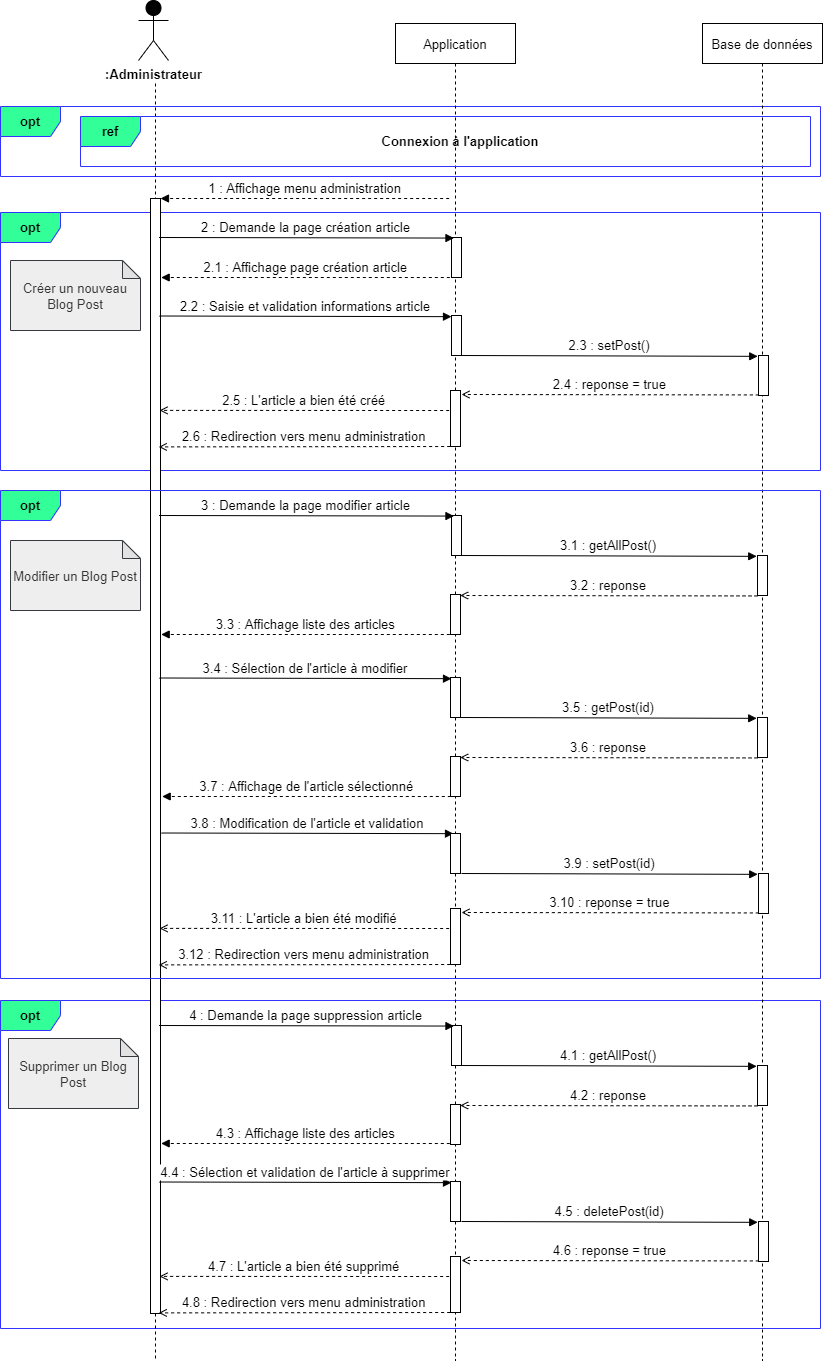 :Administrateur
Application
Base de données
opt
ref
Connexion à l'application
1 : Affichage menu administration
opt
2 : Demande la page création article
2.1 : Affichage page création article
Créer un nouveau
Blog Post
2.2 : Saisie et validation informations article
2.3 : setPost()
2.4 : reponse = true
2.5 : L'article a bien été créé
2.6 : Redirection vers menu administration
opt
3 : Demande la page modifier article
3.1 : getAllPost()
Modifier un Blog Post
3.2 : reponse
3.3 : Affichage liste des articles
3.4 : Sélection de l'article à modifier
3.5 : getPost(id)
3.6 : reponse
3.7 : Affichage de l'article sélectionné
3.8 : Modification de l'article et validation
3.9 : setPost(id)
3.10 : reponse = true
3.11 : L'article a bien été modifié
3.12 : Redirection vers menu administration
opt
4 : Demande la page suppression article
4.1 : getAllPost()
Supprimer un Blog
Post
4.2 : reponse
4.3 : Affichage liste des articles
4.4 : Sélection et validation de l'article à supprimer
4.5 : deletePost(id)
4.6 : reponse = true
4.7 : L'article a bien été supprimé
4.8 : Redirection vers menu administration